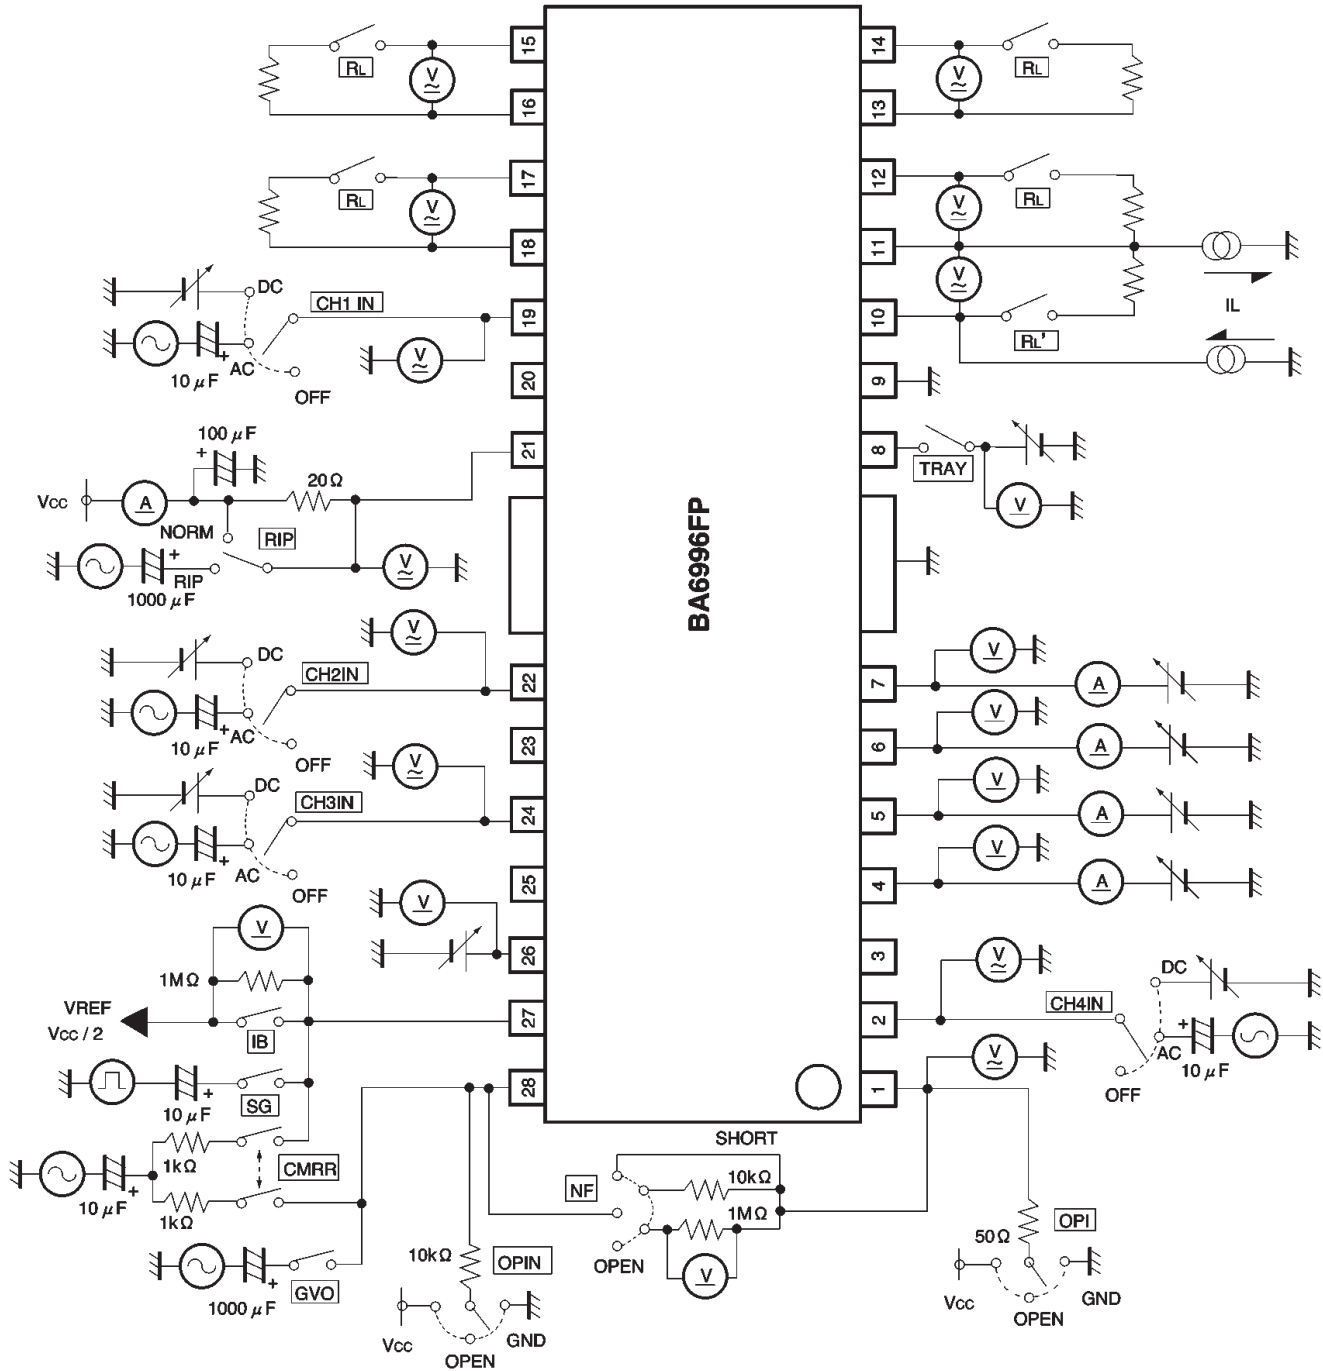 15
V
RL
16
17
V
RL
18
DC
CH1 IN
19
V
AC
10 μF
+
OFF
20
100 μF
+
21
20Ω
Vcc
A
NORM
RIP
V
RIP
+
1000 μF
V
DC
CH2IN
22
AC
+
10 μF
OFF
23
V
DC
CH3IN
24
AC
+
10 μF
OFF
25
V
26
V
1MΩ
VREF
Vcc / 2
IB
27
SG
10 μF
+
28
1kΩ
CMRR
10 μF
+
1kΩ
GVO
1000 μF
+
10kΩ
OPIN
Vcc
GND
OPEN
BA6996FP
14
V
RL
13
12
V
RL
11
V
IL
10
RL'
9
8
TRAY
V
V
7
A
V
6
A
V
5
A
V
4
A
3
V
DC
CH4IN
2
+
AC
10 μF
OFF
V
1
SHORT
NF
10kΩ
1MΩ
OPEN
V
50Ω
OPI
Vcc
GND
OPEN